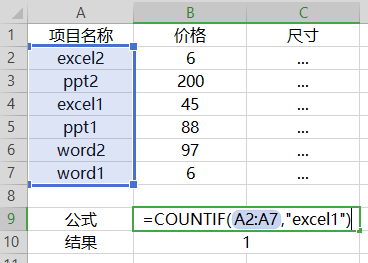 A B C
1 项目名称 价格 尺寸
2 excel2 6 ...
3 ppt2 200 ...
4 excel1 45 ...
5 ppt1 88 ...
6 word2 97 ...
7 word1 6 ...
8
9 公式 =COUNTIF(A2:A7,"excel1")
10 结果 1